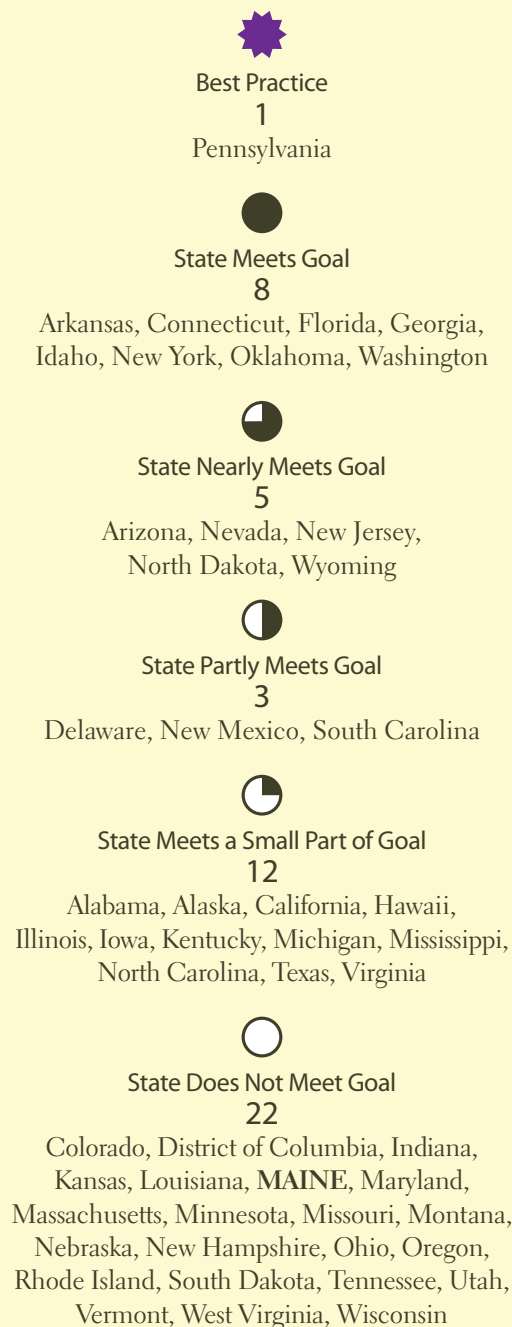 Best Practice
1
Pennsylvania
State Meets Goal
8
Arkansas, Connecticut, Florida, Georgia,
Idaho, New York, Oklahoma, Washington
State Nearly Meets Goal
5
Arizona, Nevada, New Jersey,
North Dakota, Wyoming
State Partly Meets Goal
3
Delaware, New Mexico, South Carolina
State Meets a Small Part of Goal
12
Alabama, Alaska, California, Hawaii,
Illinois, Iowa, Kentucky, Michigan, Mississippi,
North Carolina, Texas, Virginia
State Does Not Meet Goal
22
Colorado, District of Columbia, Indiana,
Kansas, Louisiana, MAINE, Maryland,
Massachusetts, Minnesota, Missouri, Montana,
Nebraska, New Hampshire, Ohio, Oregon,
Rhode Island, South Dakota, Tennessee, Utah,
Vermont, West Virginia, Wisconsin